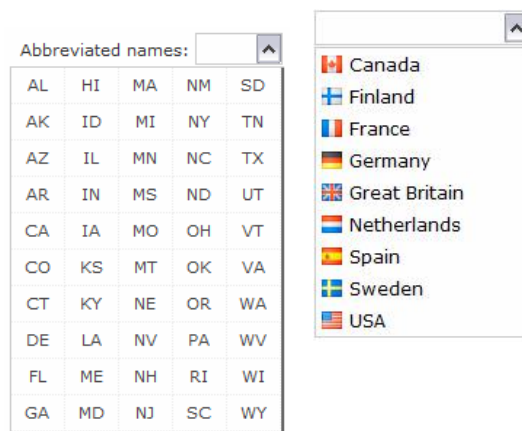 Abbreviated names:
AL HI MA NM SD
AK ID MI NY TN
AZ IL MN NC TX
AR IN MS ND UT
CA IA MO OH VT
CO KS MT OK VA
CT KY NE OR WA
DE LA NV PA WV
FL ME NH RI WI
GA MD NJ SC WY
Canada
Finland
France
Germany
Great Britain
Netherlands
Spain
Sweden
USA